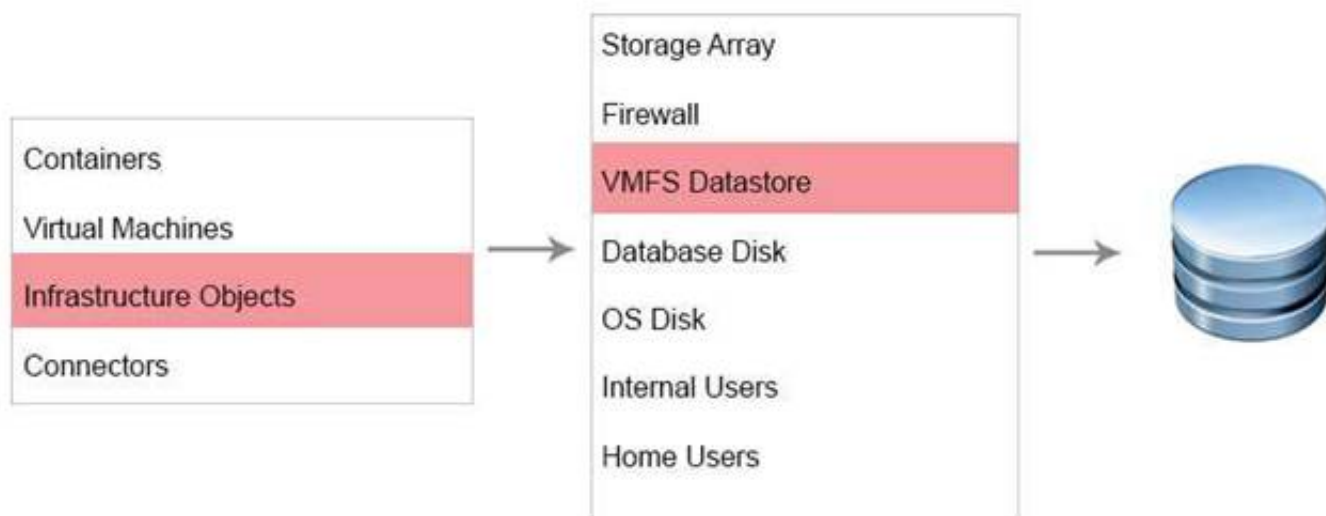 Containers
Virtual Machines
Infrastructure Objects
Connectors
Storage Array
Firewall
VMFS Datastore
Database Disk
OS Disk
Internal Users
Home Users